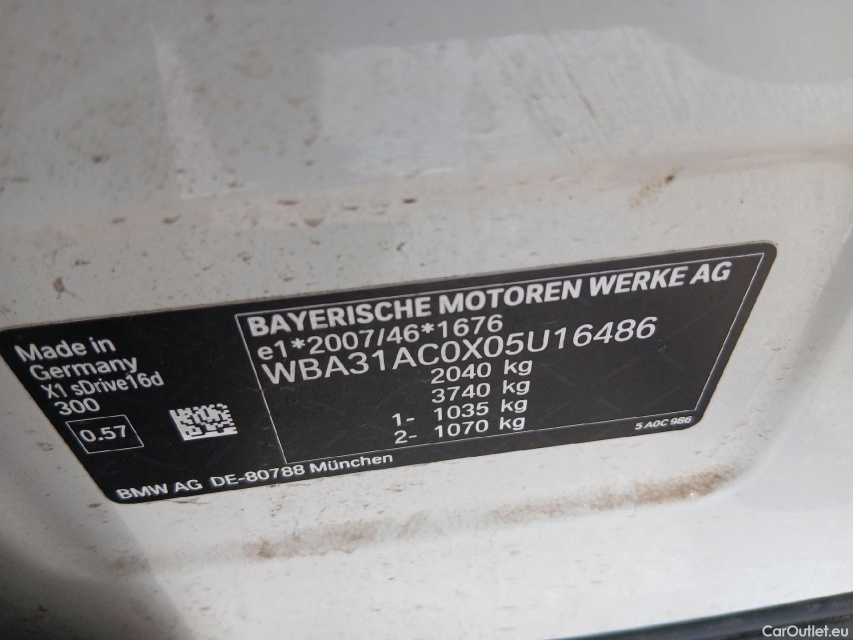 BAYERISCHE MOTOREN WERKE AG
e1*2007/46*1676
WBA31AC0X05U16486
2040 kg
3740 kg
1- 1035 kg
2- 1070 kg
Made in
Germany
X1 sDrive16d
300
0.57
5 A0C 986
BMW AG DE-80788 München
CarOutlet.eu